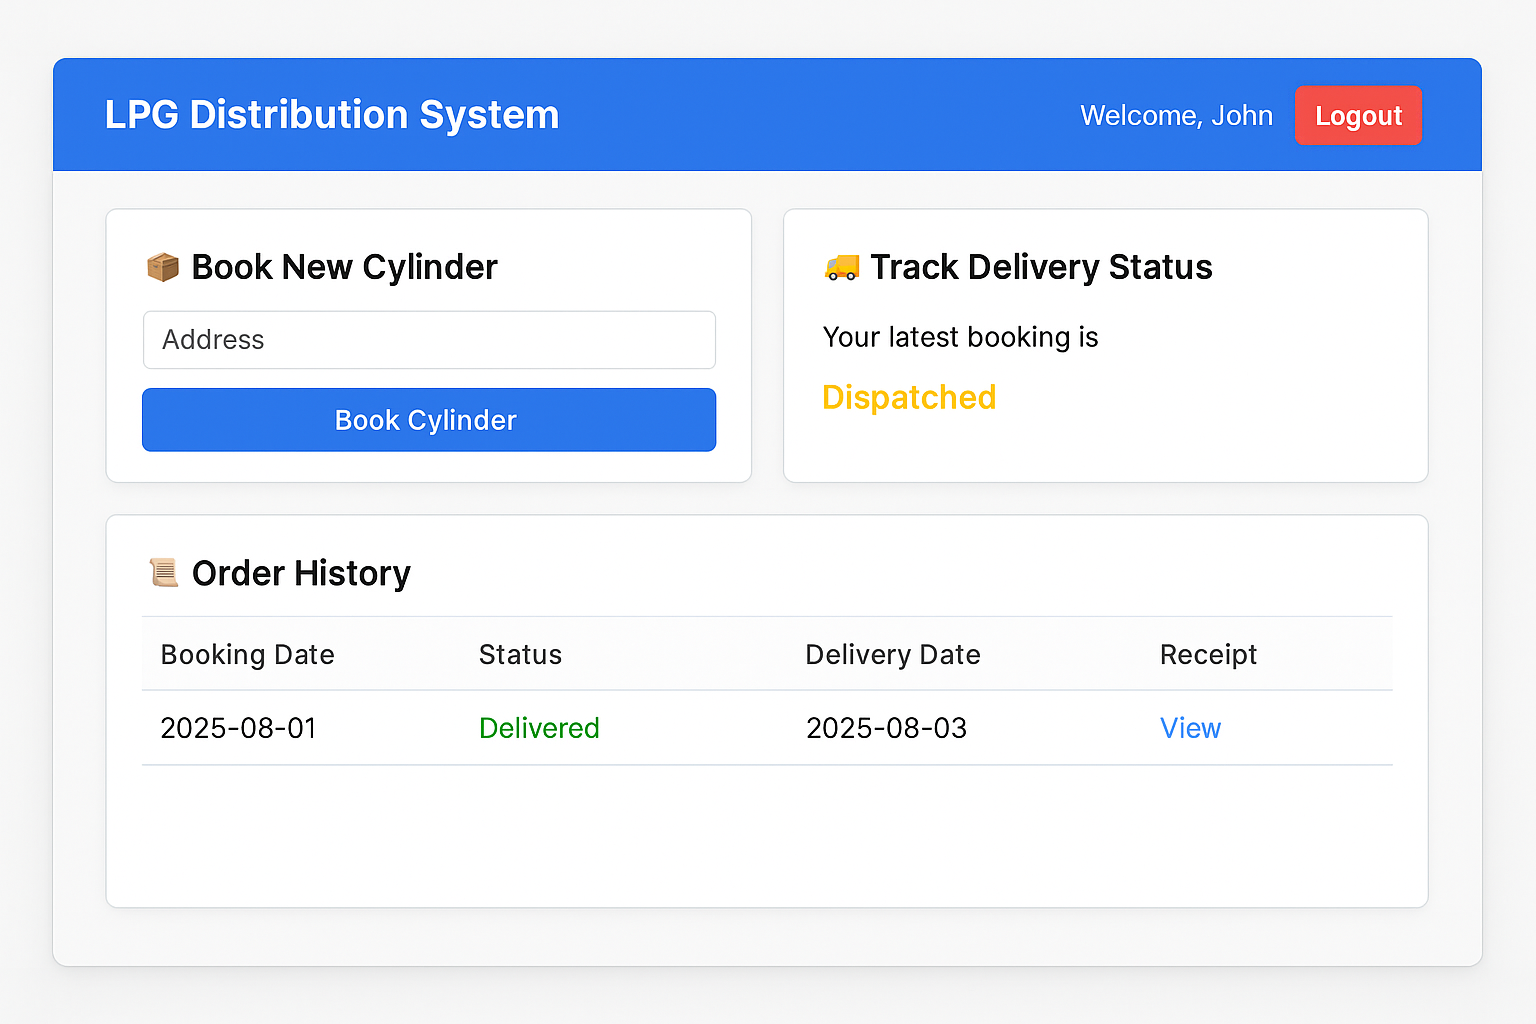 LPG Distribution System
Welcome, John
Logout
Book New Cylinder
Address
Book Cylinder
Track Delivery Status
Your latest booking is
Dispatched
Order History
Booking Date Status Delivery Date Receipt
2025-08-01 Delivered 2025-08-03 View